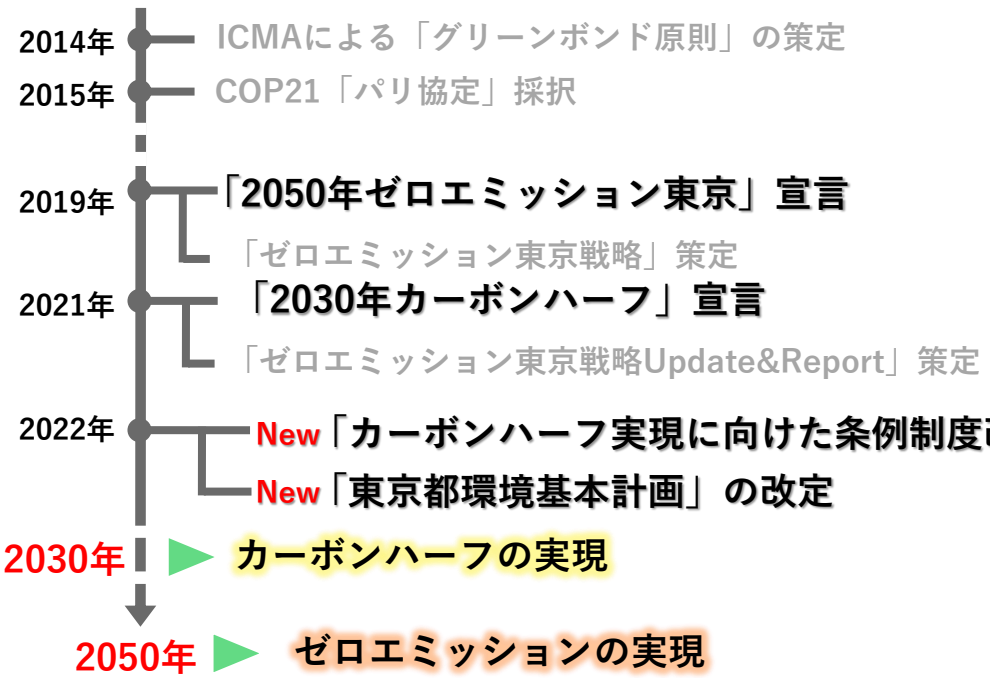 2014年 ICMAによる「グリーンボンド原則」の策定
2015年 COP21「パリ協定」採択
2019年 「2050年ゼロエミッション東京」宣言
「ゼロエミッション東京戦略」策定
2021年 「2030年カーボンハーフ」宣言
「ゼロエミッション東京戦略Update&Report」策定
2022年 New「カーボンハーフ実現に向けた条例制度
New「東京都環境基本計画」の改定
2030年 カーボンハーフの実現
2050年 ゼロエミッションの実現